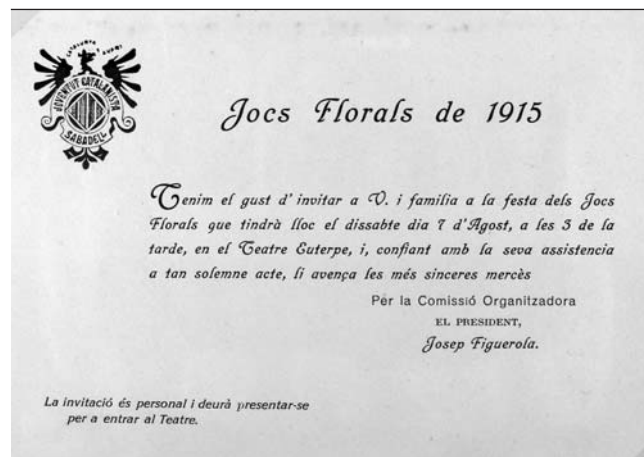 CATALUNYA Y AVANT
JOVENTUT CATALANISTA
SABADELL
Jocs Florals de 1915
Tenim el gust d' invitar a V. i familia a la festa dels Jocs
Florals que tindrà lloc el dissabte dia 7 d'Agost, a les 5 de la
tarde, en el Teatre Euterpe, i, confiant amb la seva assistencia
a tan solemne acte, li avença les més sinceres mercès
Per la Comissió Organitzadora
EL PRESIDENT,
Josep Figuerola.
La invitació és personal i deurà presentar-se
per a entrar al Teatre.